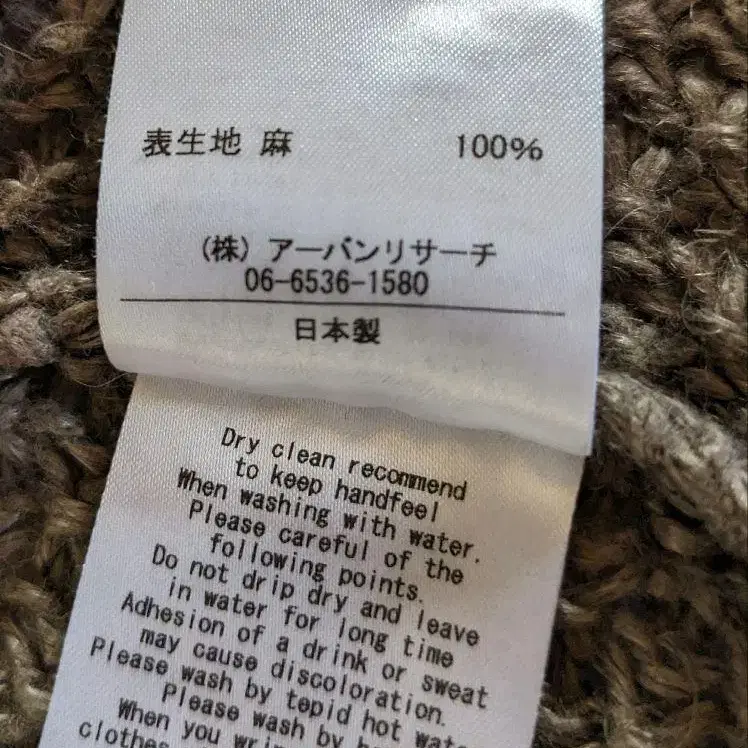 表生地 麻 100%
(株) アーバンリサーチ
06-6536-1580
日本製
Dry clean recommend
to keep handfeel
When washing with water.
Please careful of the
following points.
Do not drip dry and leave
in water for long time
Adhesion of a drink or sweat
may cause discoloration.
Please wash by tepid hot
Please wash by
When you
clothes